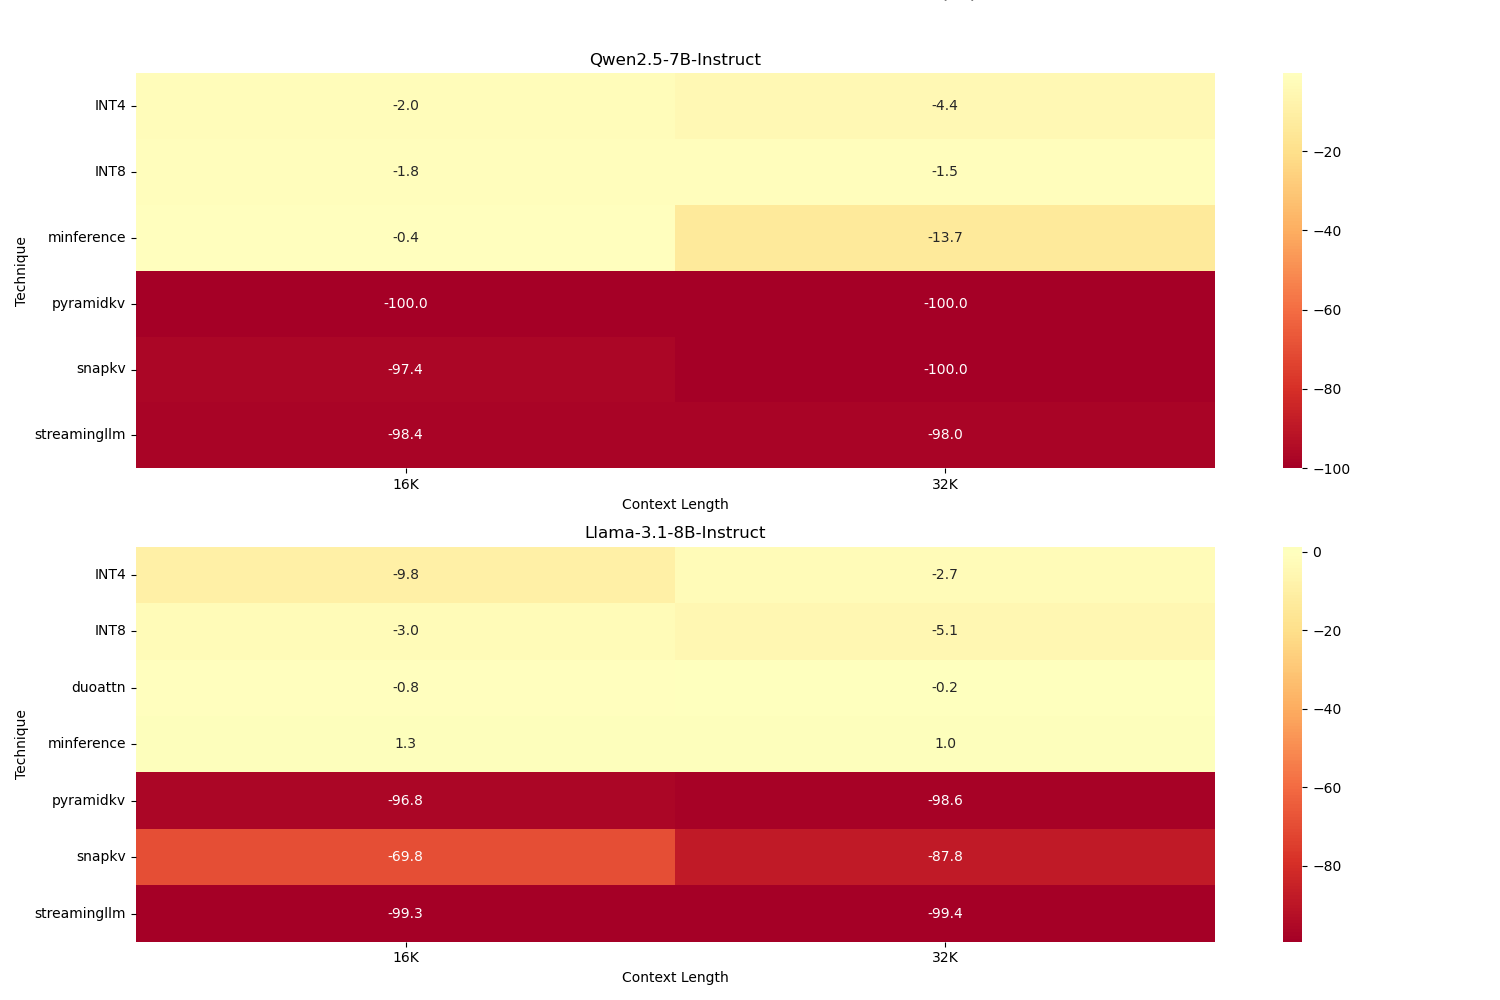 Qwen2.5-7B-Instruct
Technique
INT4 -2.0 -4.4
INT8 -1.8 -1.5
minference -0.4 -13.7
pyramidkv -100.0 -100.0
snapkv -97.4 -100.0
streamingllm -98.4 -98.0
16K 32K
Context Length
−20
−40
−60
−80
−100
Llama-3.1-8B-Instruct
Technique
INT4 -9.8 -2.7
INT8 -3.0 -5.1
duoattn -0.8 -0.2
minference 1.3 1.0
pyramidkv -96.8 -98.6
snapkv -69.8 -87.8
streamingllm -99.3 -99.4
16K 32K
Context Length
0
−20
−40
−60
−80